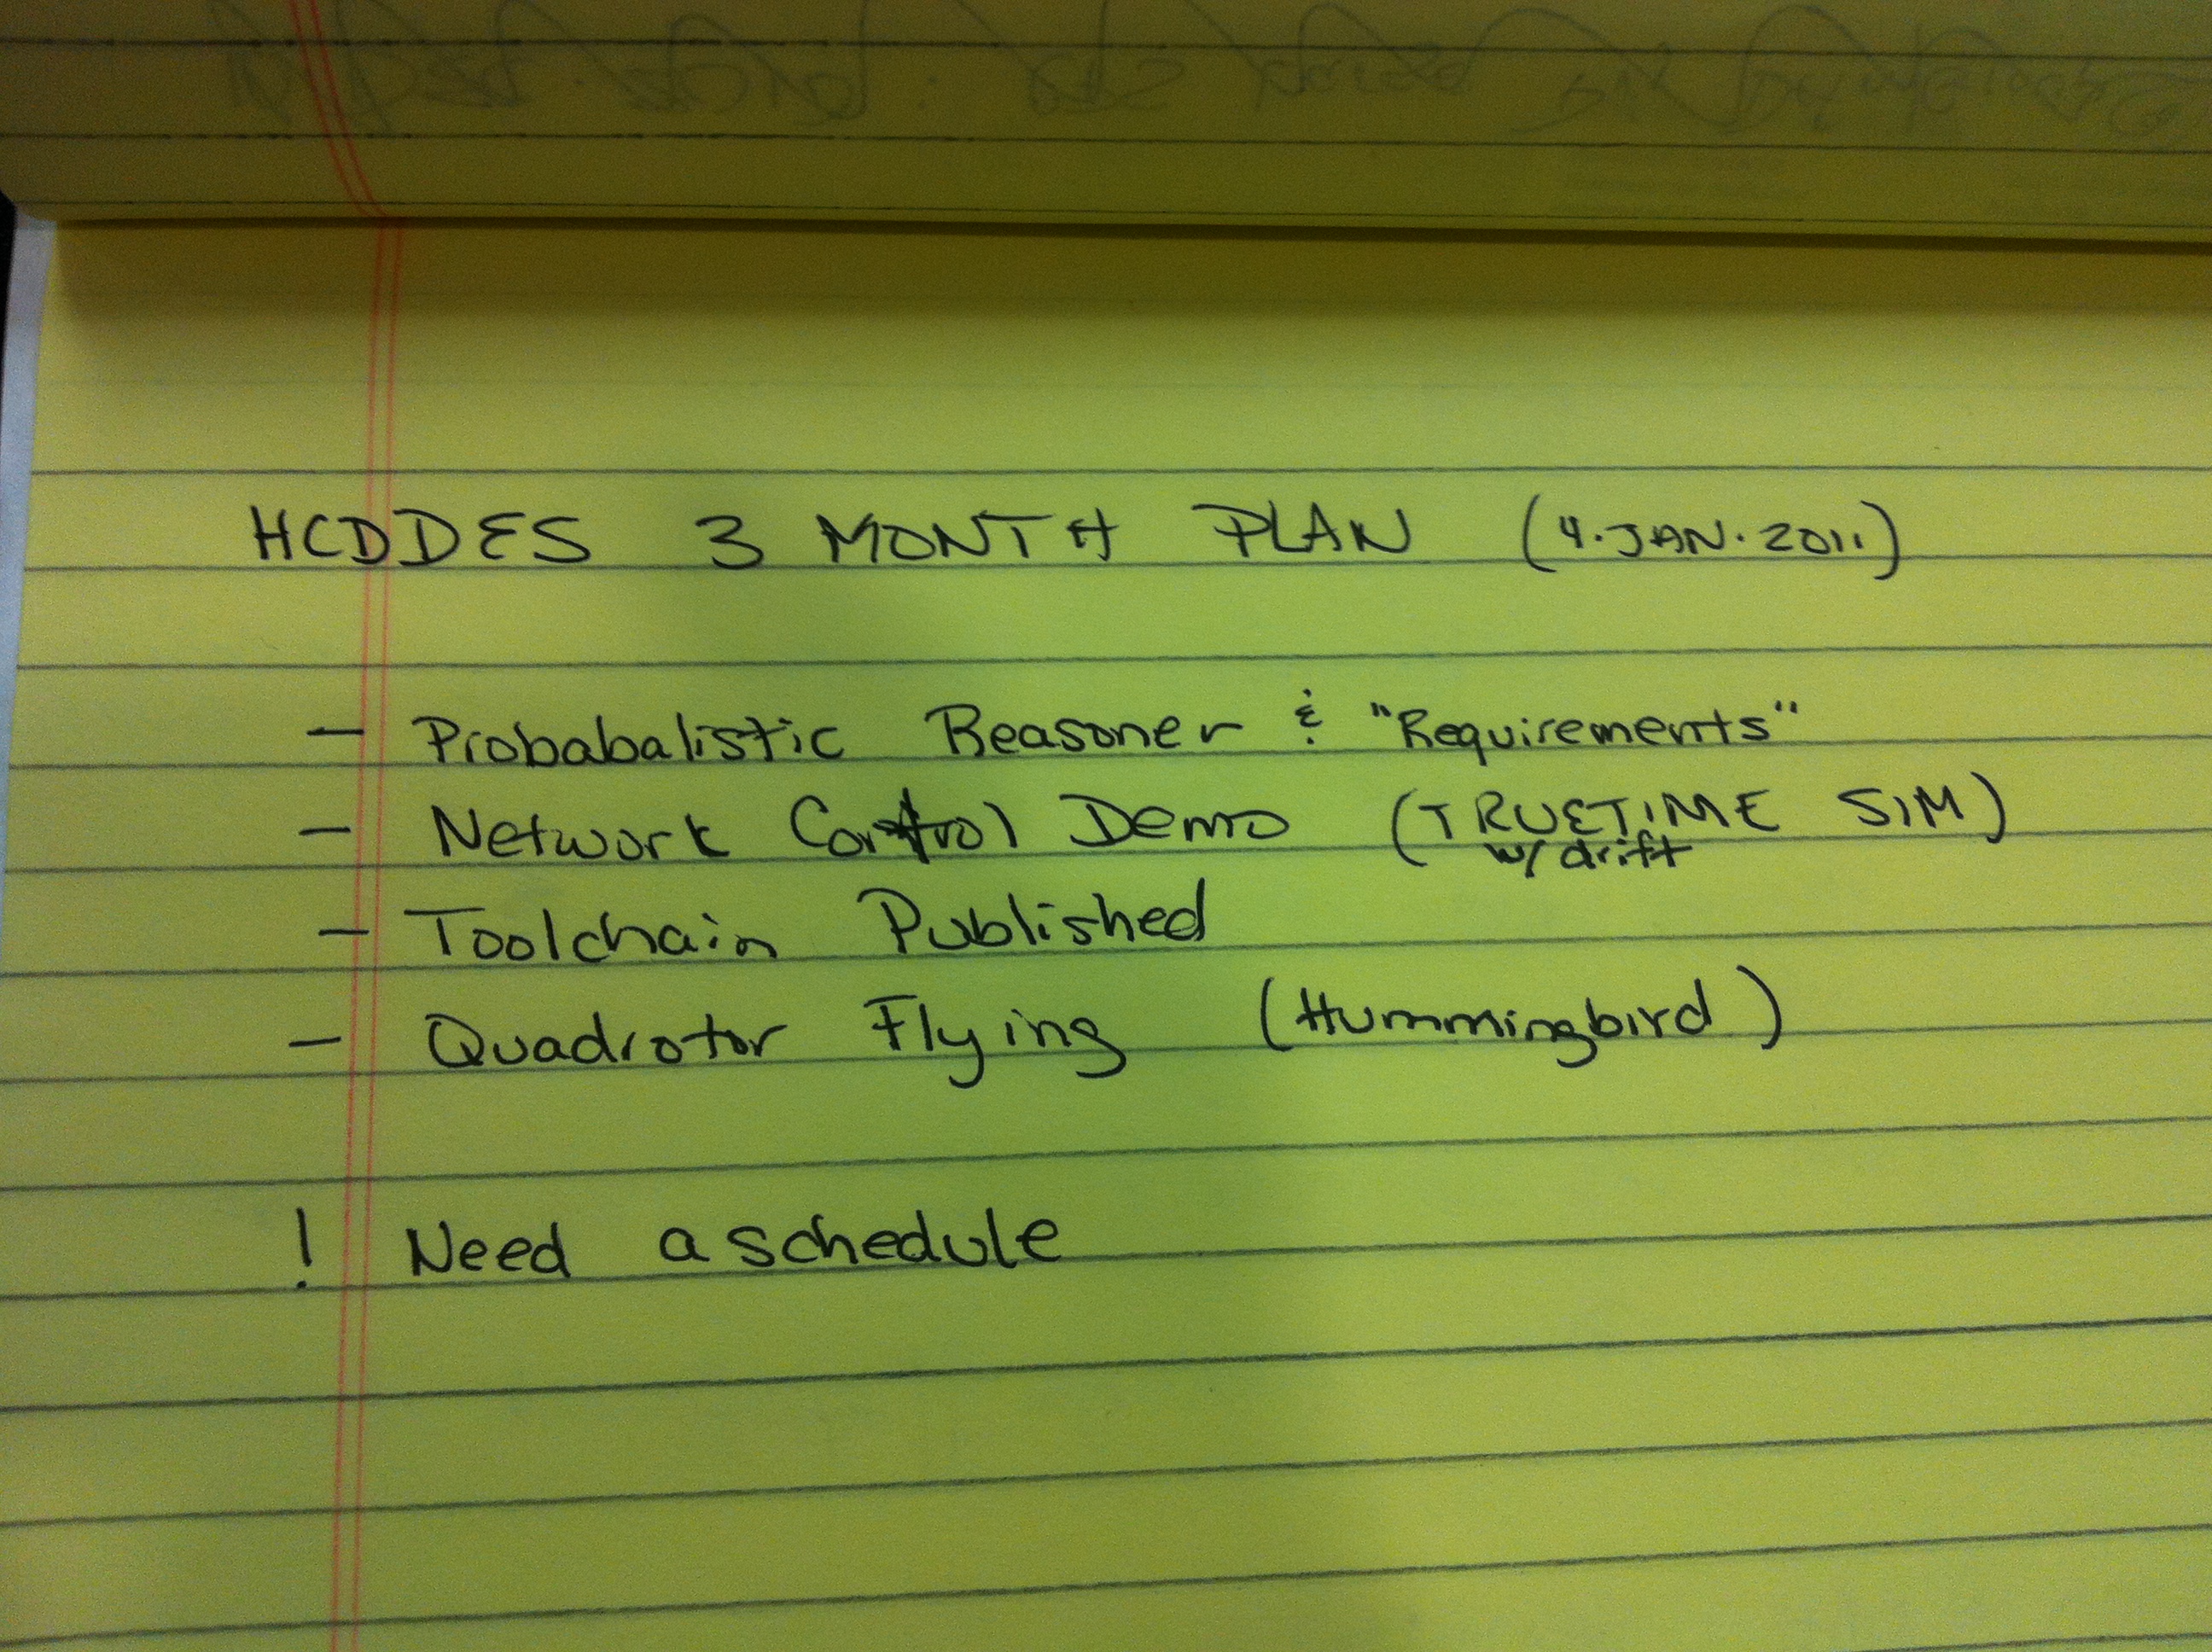 HCDDES 3 MONTH PLAN (4.JAN.2011)
- Probabalistic Reasoner & "Requirements"
- Network Control Demo (TRUETIME SIM)
w/drift
- Toolchain Published
- Quadrotor Flying (Hummingbird)
! Need a schedule